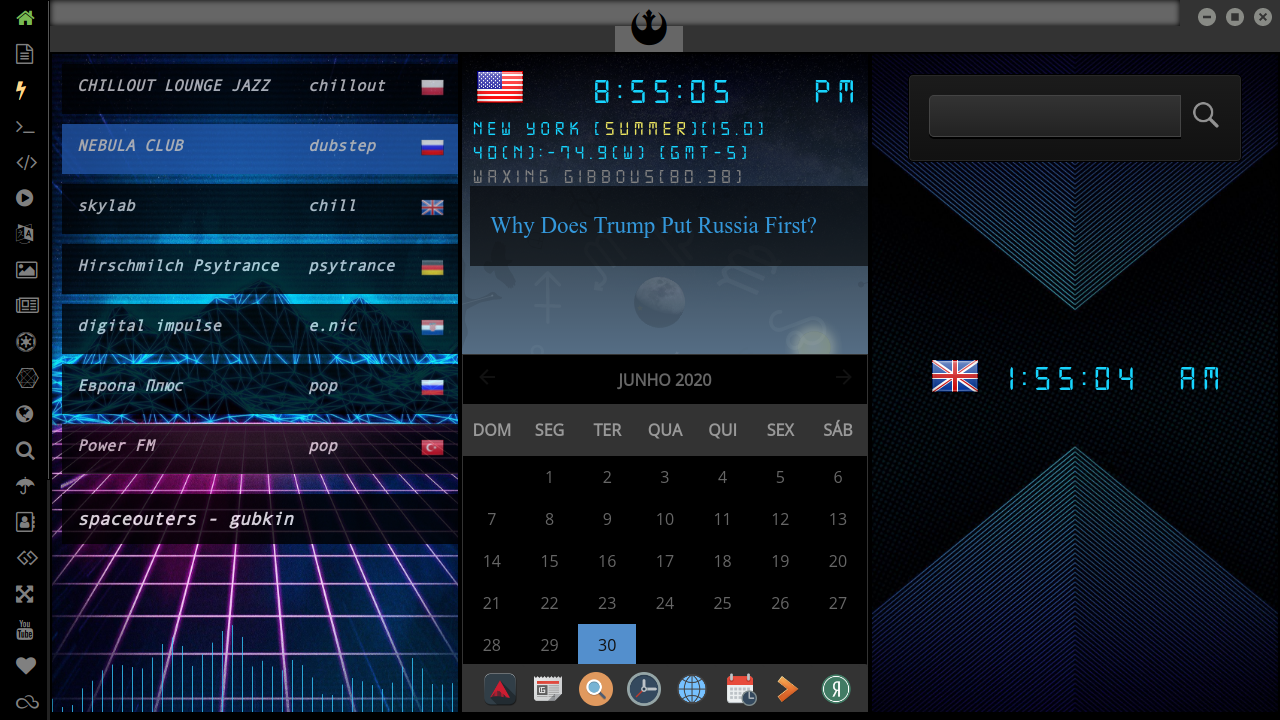 CHILLOUT LOUNGE JAZZ chillout
NEBULA CLUB dubstep
skylab chill
Hirschmilch Psytrance psytrance
digital impulse e.nic
Европа Плюс pop
Power FM pop
spaceouters - gubkin
8:55:05 PM
NEW YORK [SUMMER][15.0]
40(N):-74.9(W) [GMT-5]
WAXING GIBBOUS[80.38]
Why Does Trump Put Russia First?
JUNHO 2020
DOM SEG TER QUA QUI SEX SÁB
1 2 3 4 5 6
7 8 9 10 11 12 13
14 15 16 17 18 19 20
21 22 23 24 25 26 27
28 29 30
1:55:04 AM
You
Tube
Я